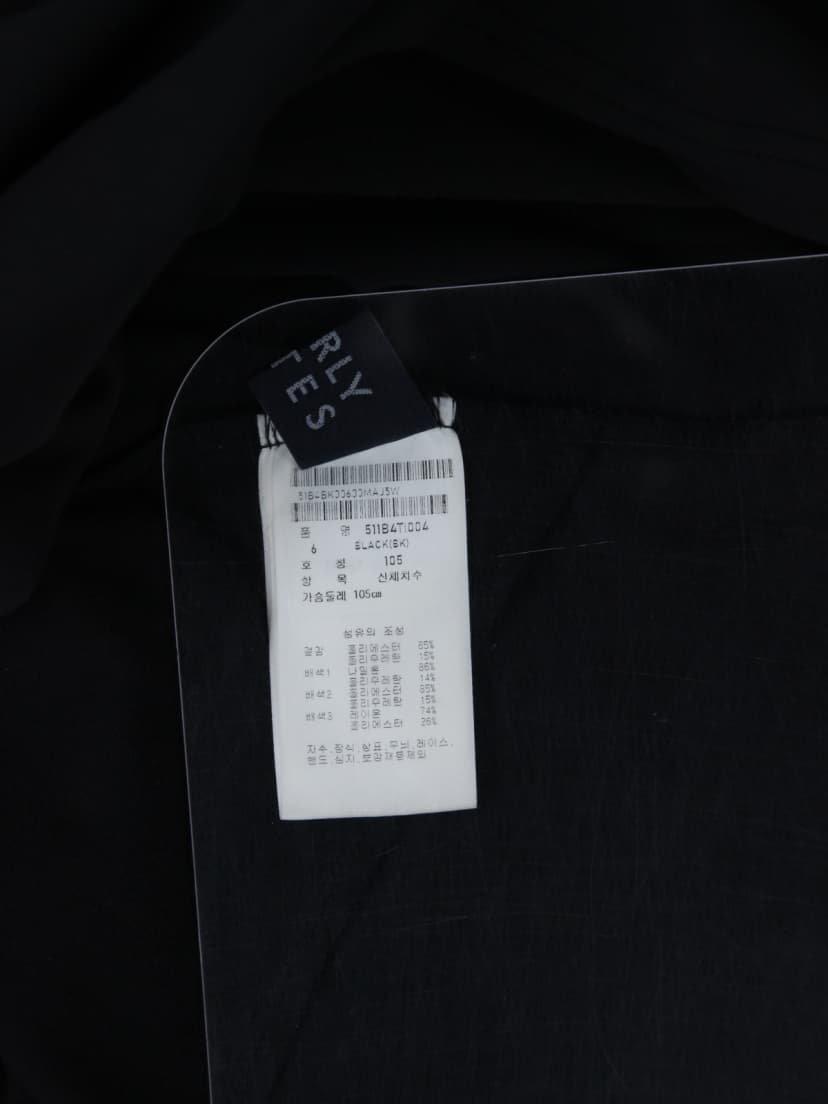 RLY
ES
51B4BK00600MAJ5W
품 명 511B4TI004
6 BLACK(BK)
호 칭 105
항 목 신체치수
가슴둘레 105㎝
섬유의 조성
겉감 폴리에스터 85%
폴리우레탄 15%
배색1 나일론 86%
폴리우레탄 14%
배색2 폴리에스터 85%
폴리우레탄 15%
배색3 레이온 74%
폴리에스터 26%
자수,장식,상표,무늬,레이스,
밴드,심지,보강재등제외